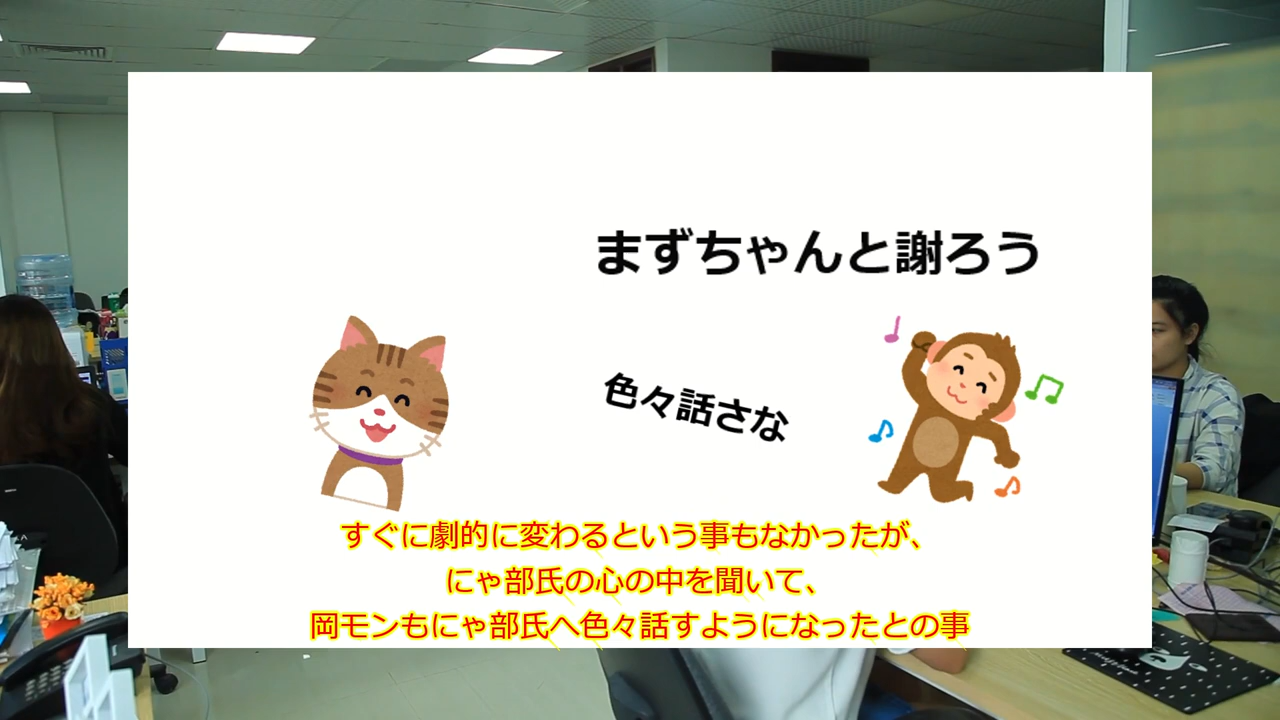 まずちゃんと謝ろう
色々話さな
すぐに劇的に変わるという事もなかったが、
にゃ部氏の心の中を聞いて、
岡モンもにゃ部氏へ色々話すようになったとの事